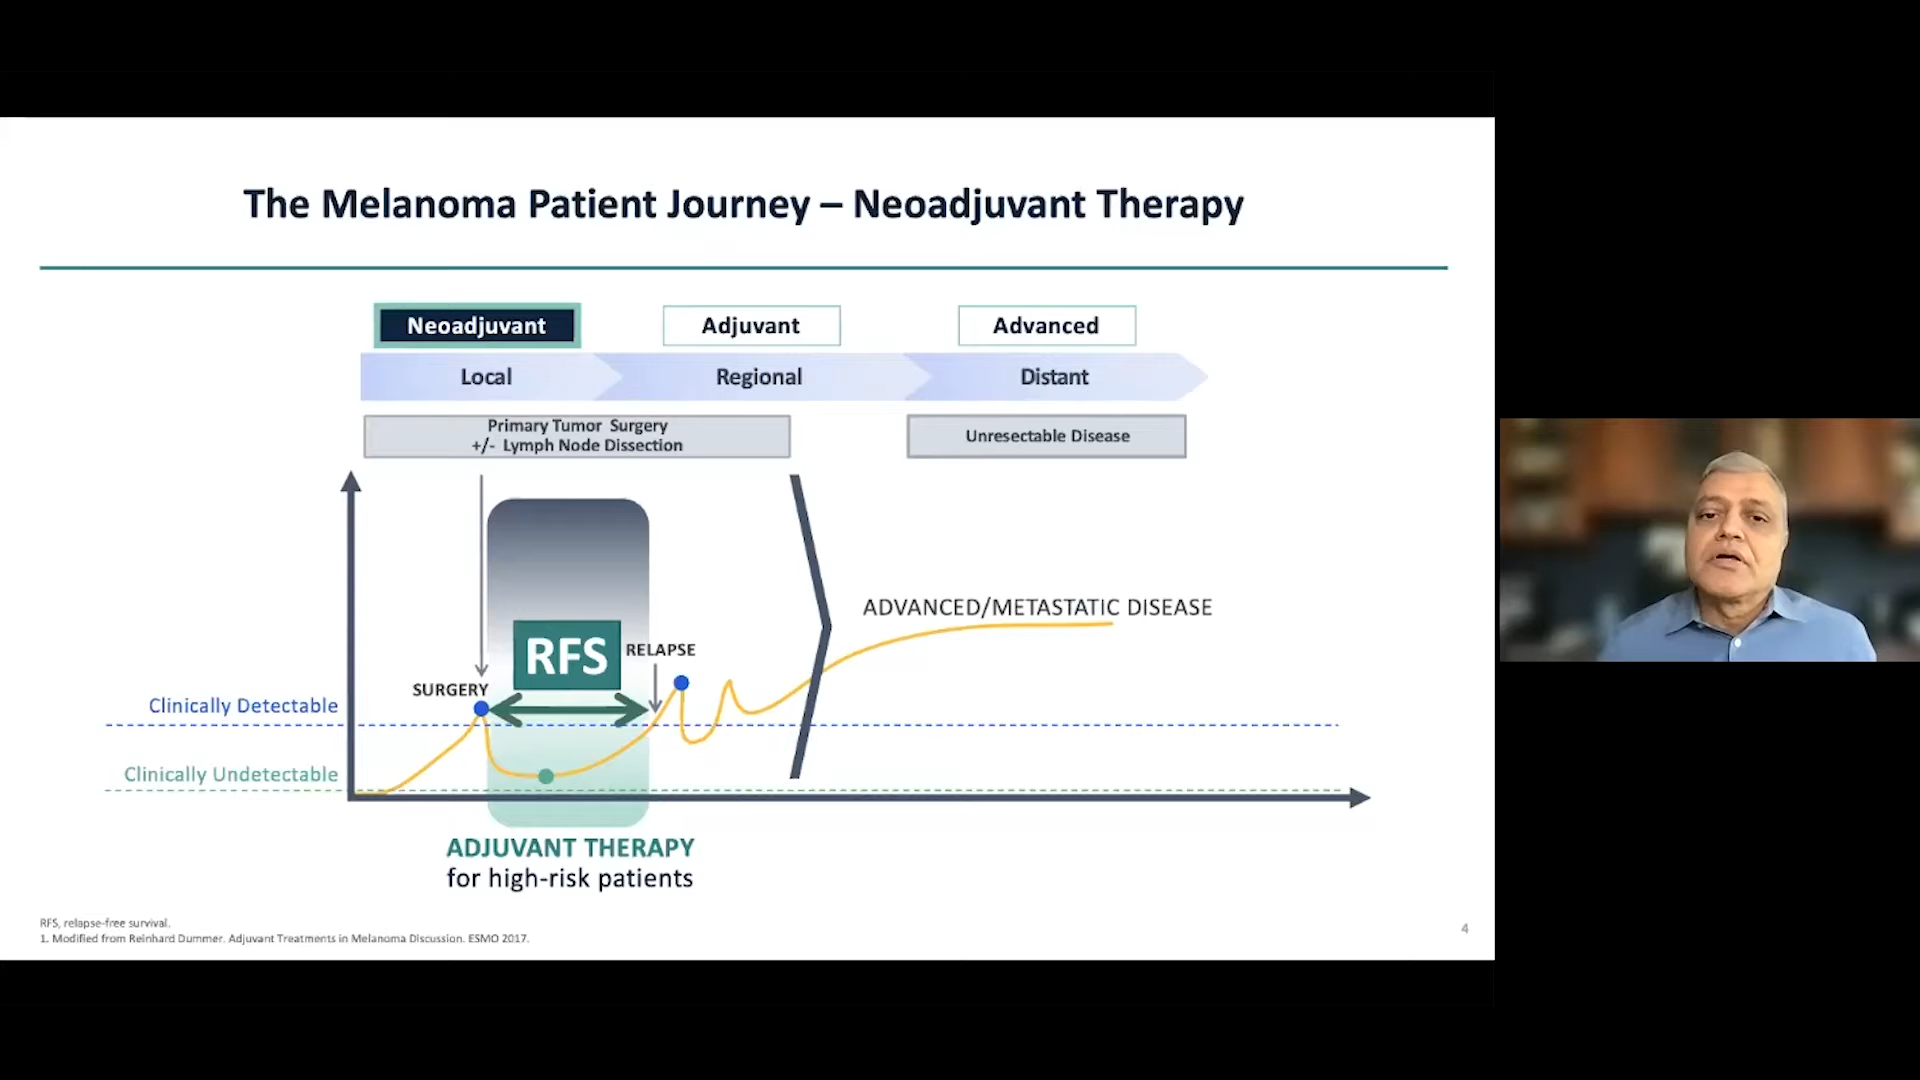 The Melanoma Patient Journey – Neoadjuvant Therapy
Neoadjuvant
Adjuvant
Advanced
Local
Regional
Distant
Primary Tumor Surgery
+/- Lymph Node Dissection
Unresectable Disease
ADVANCED/METASTATIC DISEASE
RFS
RELAPSE
SURGERY
Clinically Detectable
Clinically Undetectable
ADJUVANT THERAPY
for high-risk patients
RFS, relapse-free survival.
1. Modified from Reinhard Dummer. Adjuvant Treatments in Melanoma Discussion. ESMO 2017.
4